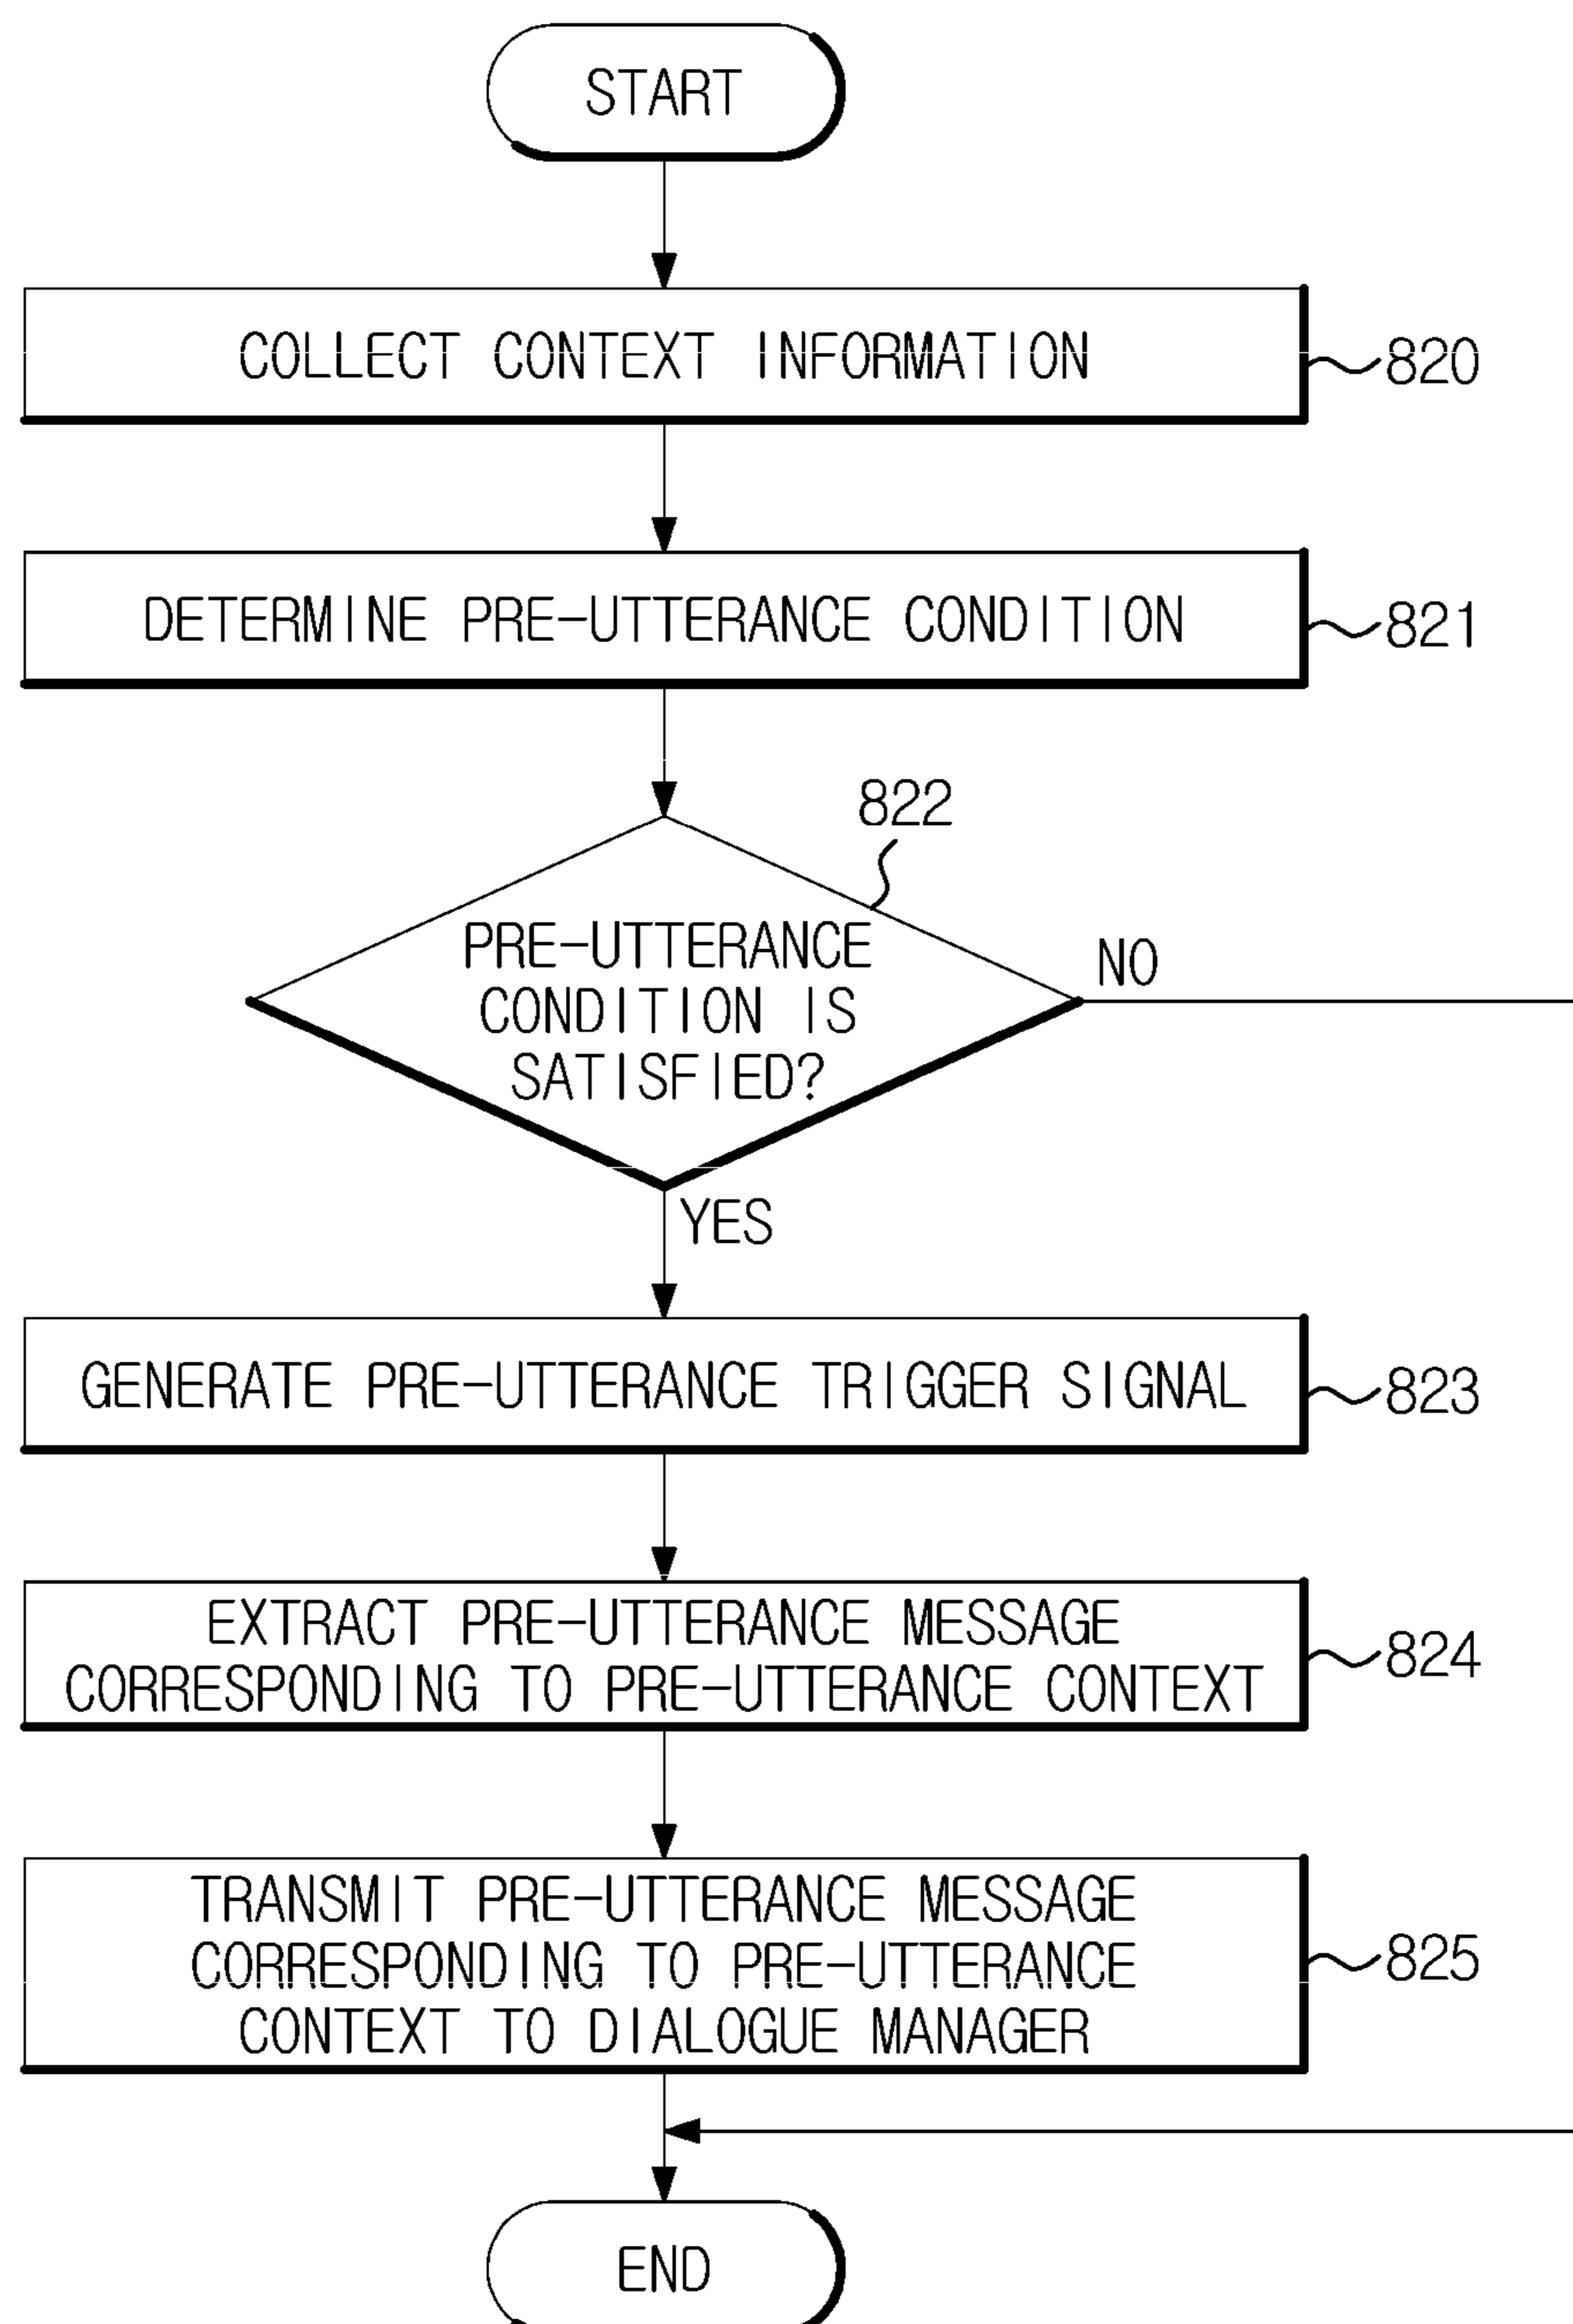 START
COLLECT CONTEXT INFORMATION
820
DETERMINE PRE-UTTERANCE CONDITION
821
822
PRE-UTTERANCE
CONDITION IS
SATISFIED?
NO
YES
GENERATE PRE-UTTERANCE TRIGGER SIGNAL
823
EXTRACT PRE-UTTERANCE MESSAGE
CORRESPONDING TO PRE-UTTERANCE CONTEXT
824
TRANSMIT PRE-UTTERANCE MESSAGE
CORRESPONDING TO PRE-UTTERANCE
CONTEXT TO DIALOGUE MANAGER
825
END